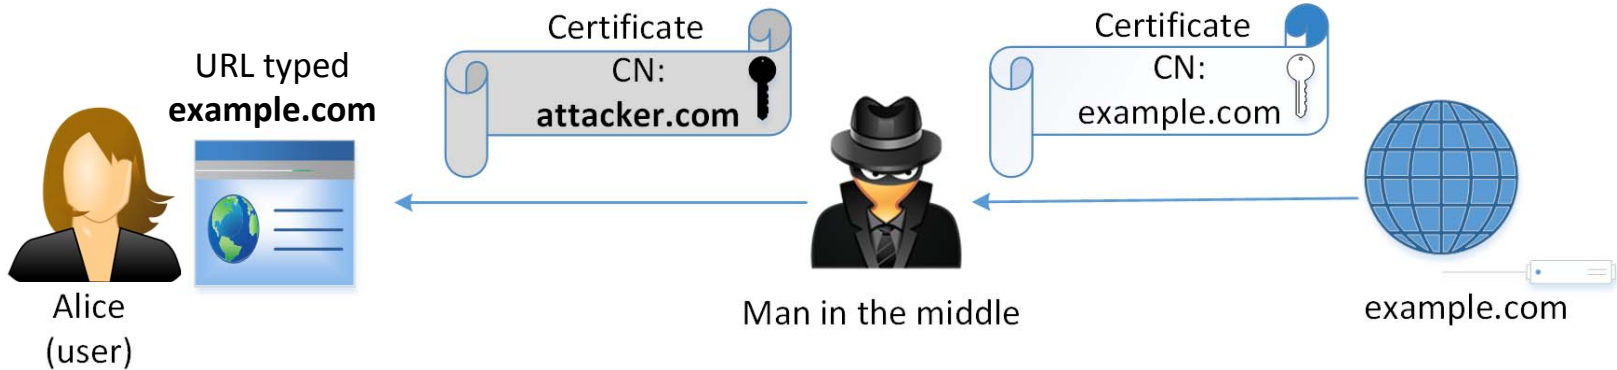 URL typed
example.com
Alice
(user)
Certificate
CN:
attacker.com
Man in the middle
Certificate
CN:
example.com
example.com